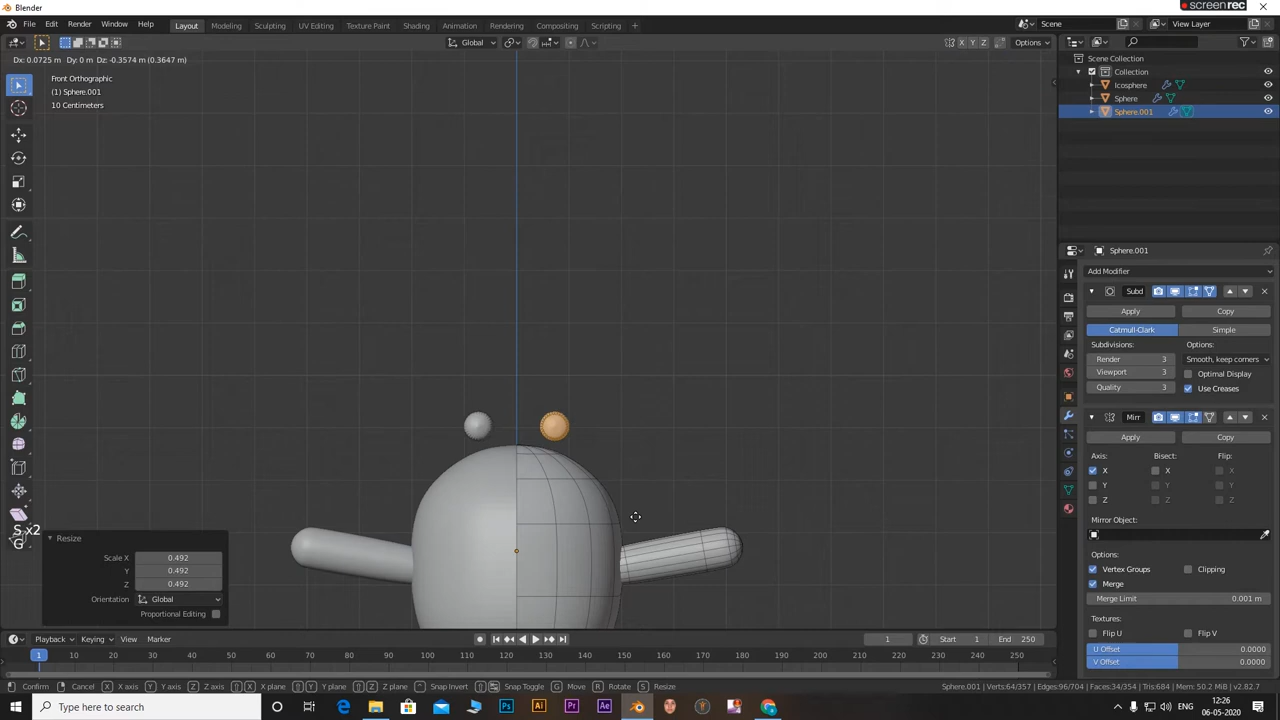 Blender
SCREENREC
File Edit Render Window Help
Layout Modeling Sculpting UV Editing Texture Paint Shading Animation Rendering Compositing Scripting +
Scene View Layer
Global X Y Z Options
Dx: 0.0725 m Dy: 0 m Dz: -0.3574 m (0.3647 m)
Front Orthographic
(1) Sphere.001
10 Centimeters
Scene Collection
Collection
Icosphere
Sphere
Sphere.001
Sphere.001
Add Modifier
Subd
Apply Copy
Catmull-Clark Simple
Subdivisions: Options:
Render 3 Smooth, keep corners
Viewport 3 Optimal Display
Quality 3 Use Creases
Mirr
Apply Copy
Axis: Bisect: Flip:
X X X
Y Y Y
Z Z Z
Mirror Object:
Options:
Vertex Groups Clipping
Merge
Merge Limit 0.001 m
Textures:
Flip U Flip V
U Offset 0.0000
V Offset 0.0000
S x2
G
Resize
Scale X 0.492
Y 0.492
Z 0.492
Orientation Global
Proportional Editing
Playback Keying View Marker 1 Start 1 End 250
1 10 20 30 40 50 60 70 80 90 100 110 120 130 140 150 160 170 180 190 200 210 220 230 240 250
Confirm Cancel X X axis Y Y axis Z Z axis X X plane Y Y plane Z Z plane Snap Invert Snap Toggle G Move R Rotate S Resize Sphere.001 | Verts:64/357 | Edges:96/704 | Faces:34/354 | Tris:684 | Mem: 50.2 MiB | v2.82.7
Type here to search
Ps Ai Pr Ae
ENG 12:26
06-05-2020